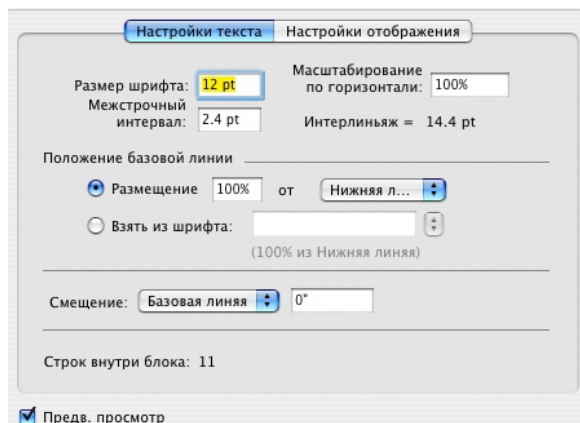 Настройки текста Настройки отображения
Размер шрифта: 12 pt Масштабирование по горизонтали: 100%
Межстрочный интервал: 2.4 pt Интерлиньяж = 14.4 pt
Положение базовой линии
Размещение 100% от Нижняя л...
Взять из шрифта:
(100% из Нижняя линяя)
Смещение: Базовая линяя 0"
Строк внутри блока: 11
Предв. просмотр